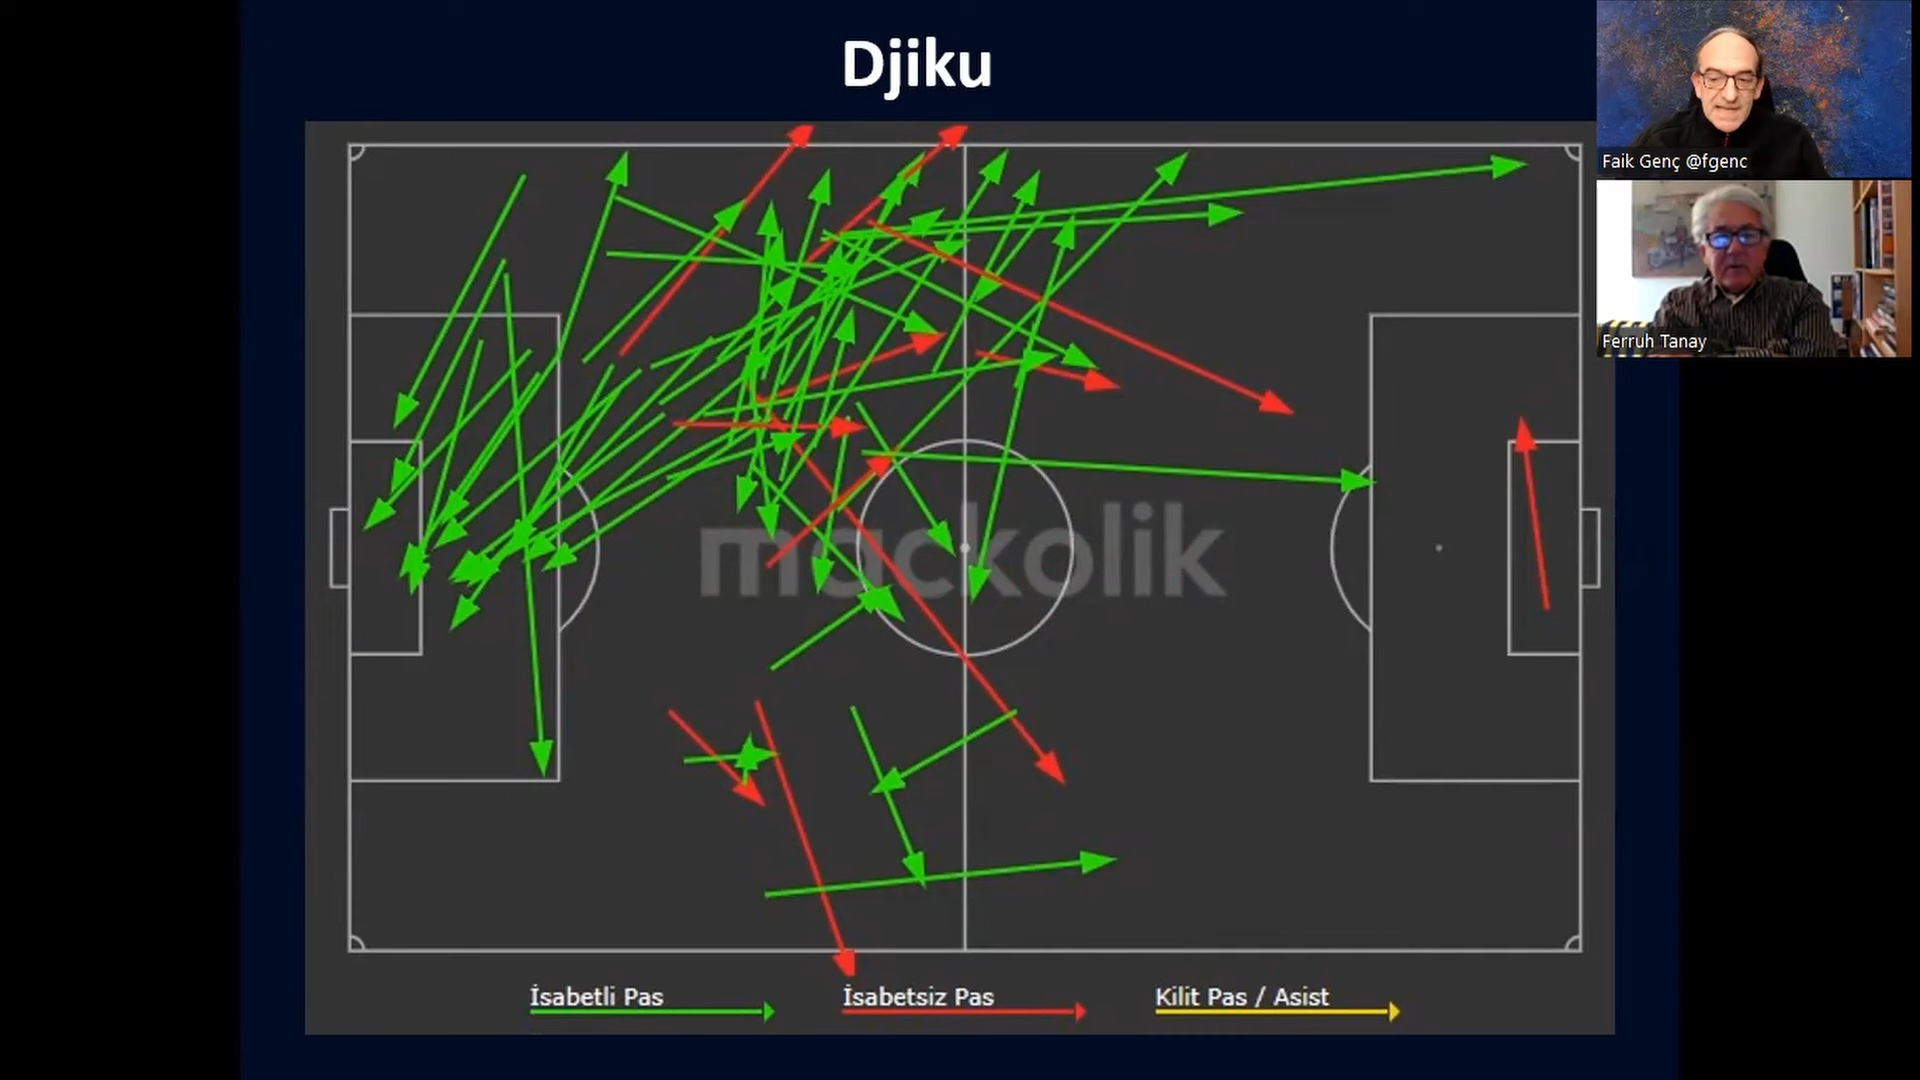 Djiku
Faik Genç @fgenc
Ferruh Tanay
mackolik
İsabetli Pas
İsabetsiz Pas
Kilit Pas / Asist